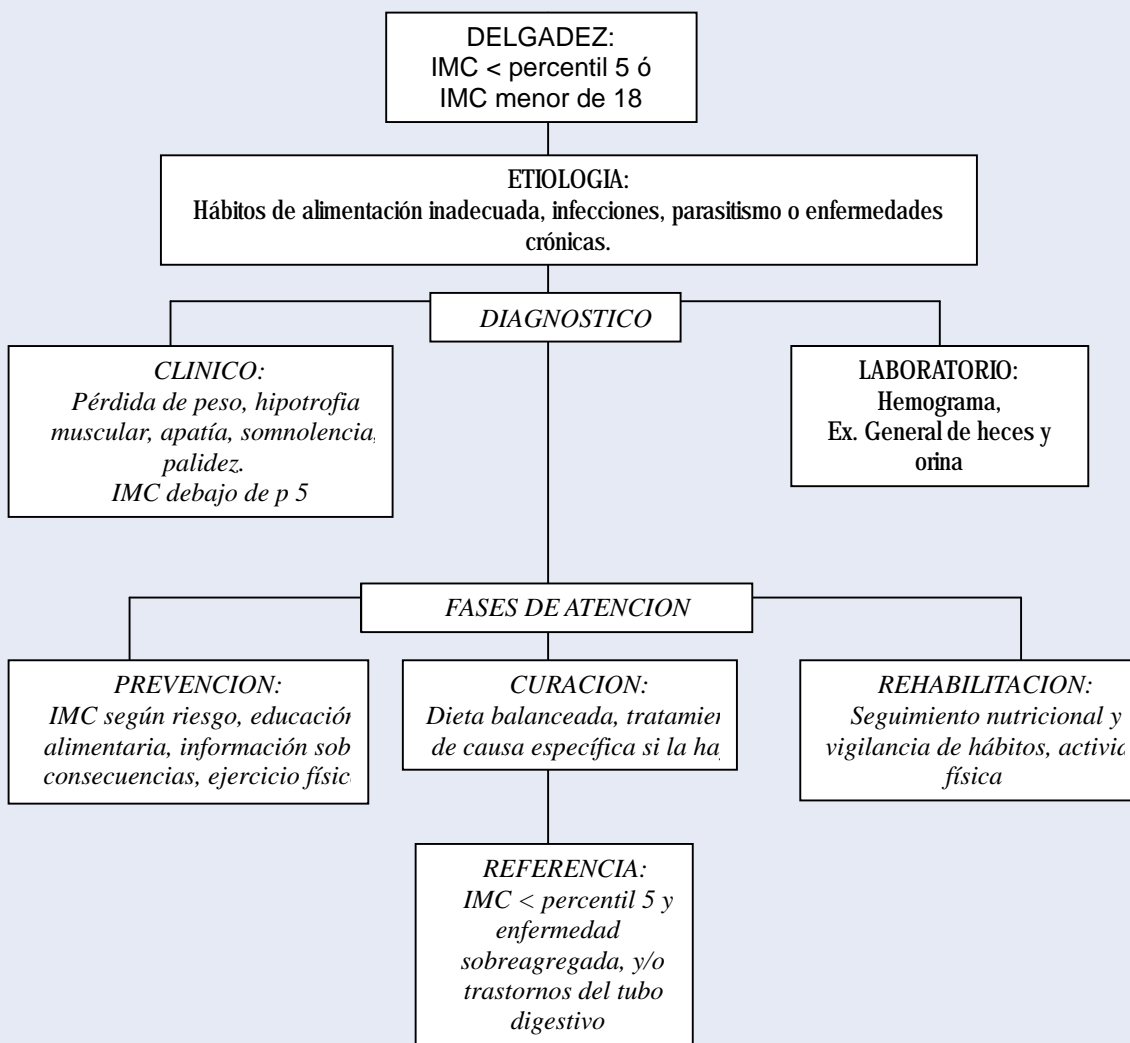 DELGADEZ:
IMC < percentil 5 ó
IMC menor de 18
ETIOLOGIA:
Hábitos de alimentación inadecuada, infecciones, parasitismo o enfermedades
crónicas.
DIAGNOSTICO
CLINICO:
Pérdida de peso, hipotrofia
muscular, apatía, somnolencia,
palidez.
IMC debajo de p 5
LABORATORIO:
Hemograma,
Ex. General de heces y
orina
FASES DE ATENCION
PREVENCION:
IMC según riesgo, educación
alimentaria, información sob
consecuencias, ejercicio físic
CURACION:
Dieta balanceada, tratamien
de causa específica si la hay
REHABILITACION:
Seguimiento nutricional y
vigilancia de hábitos, activid
física
REFERENCIA:
IMC < percentil 5 y
enfermedad
sobreagregada, y/o
trastornos del tubo
digestivo